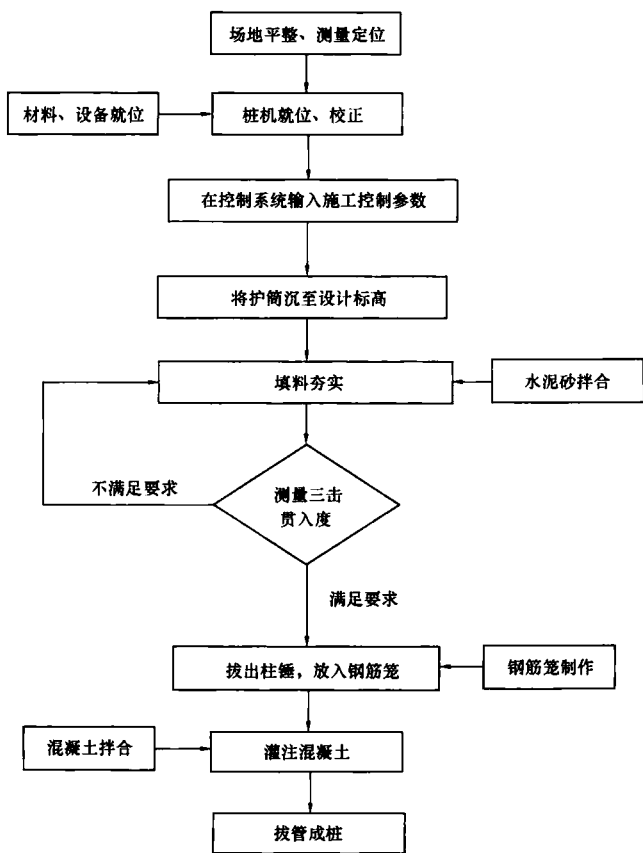 场地平整、测量定位
材料、设备就位
桩机就位、校正
在控制系统输入施工控制参数
将护筒沉至设计标高
填料夯实
水泥砂拌合
不满足要求
测量三击
贯入度
满足要求
拔出柱锤，放入钢筋笼
钢筋笼制作
混凝土拌合
灌注混凝土
拔管成桩